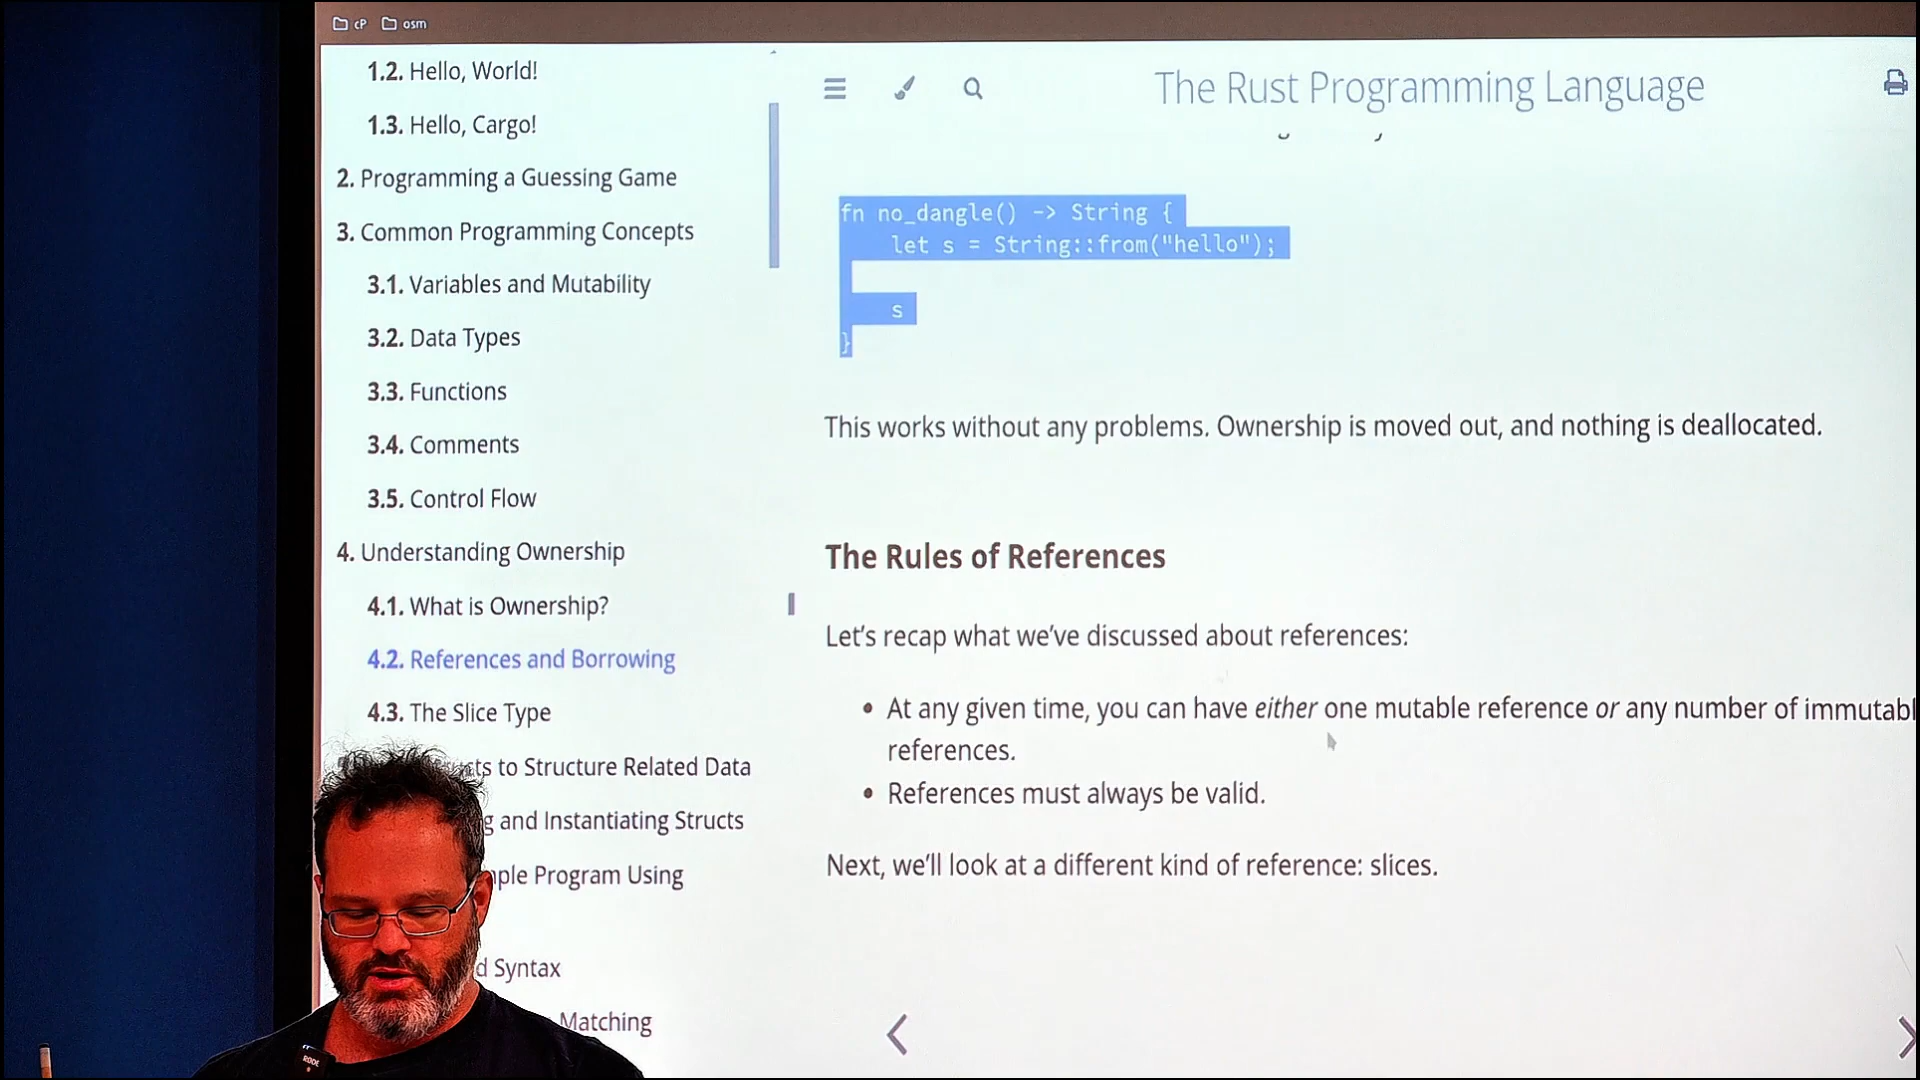 cP osm
1.2. Hello, World!
1.3. Hello, Cargo!
2. Programming a Guessing Game
3. Common Programming Concepts
3.1. Variables and Mutability
3.2. Data Types
3.3. Functions
3.4. Comments
3.5. Control Flow
4. Understanding Ownership
4.1. What is Ownership?
4.2. References and Borrowing
4.3. The Slice Type
to Structure Related Data
and Instantiating Structs
Program Using
Syntax
Matching
The Rust Programming Language
fn no_dangle() -> String {
let s = String::from("hello");
s
}
This works without any problems. Ownership is moved out, and nothing is deallocated.
The Rules of References
Let’s recap what we’ve discussed about references:
• At any given time, you can have either one mutable reference or any number of immutabl
references.
• References must always be valid.
Next, we’ll look at a different kind of reference: slices.
RODE